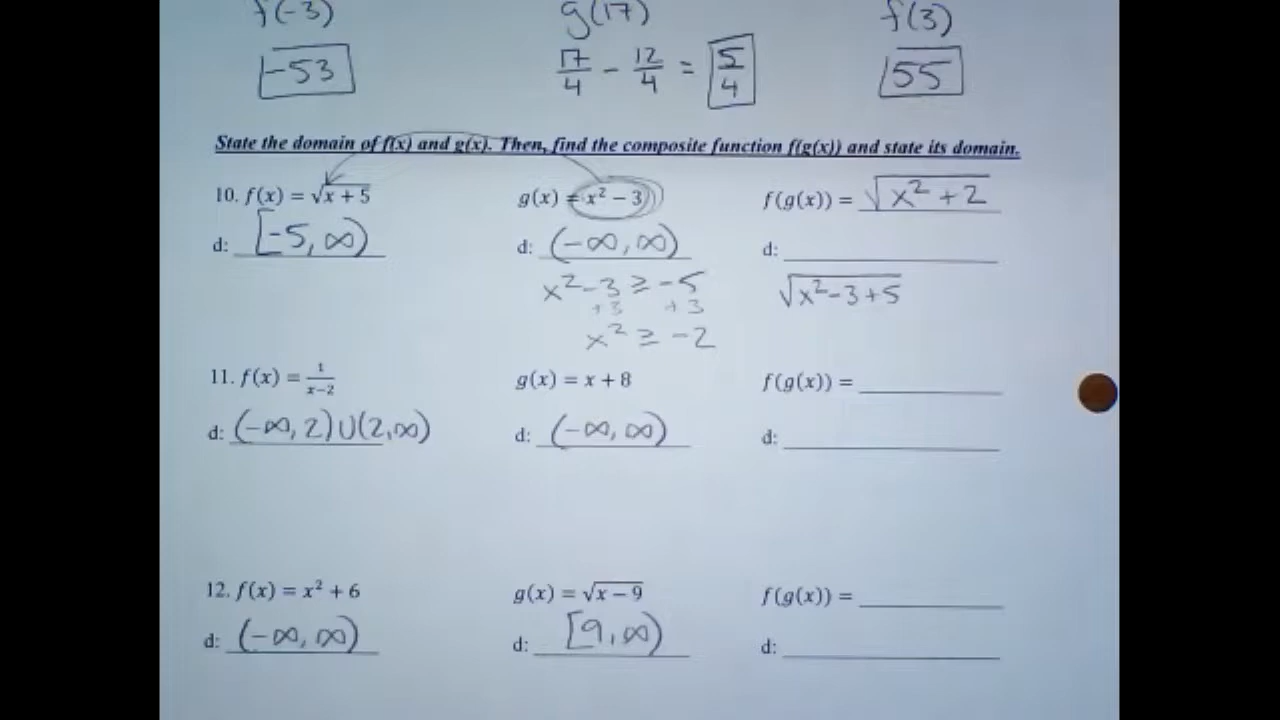 f(-3) g(17) f(3)
-53 17/4 - 12/4 = 5/4 55
State the domain of f(x) and g(x). Then, find the composite function f(g(x)) and state its domain.
10. f(x) = √(x + 5) g(x) = x² − 3 f(g(x)) = √(x² + 2)
d: [-5, ∞) d: (-∞, ∞) d:
x² - 3 ≥ -5 √(x² - 3 + 5)
+3 +3
x² ≥ -2
11. f(x) = 1/(x−2) g(x) = x + 8 f(g(x)) =
d: (-∞, 2) U (2, ∞) d: (-∞, ∞) d:
12. f(x) = x² + 6 g(x) = √(x − 9) f(g(x)) =
d: (-∞, ∞) d: [9, ∞) d: